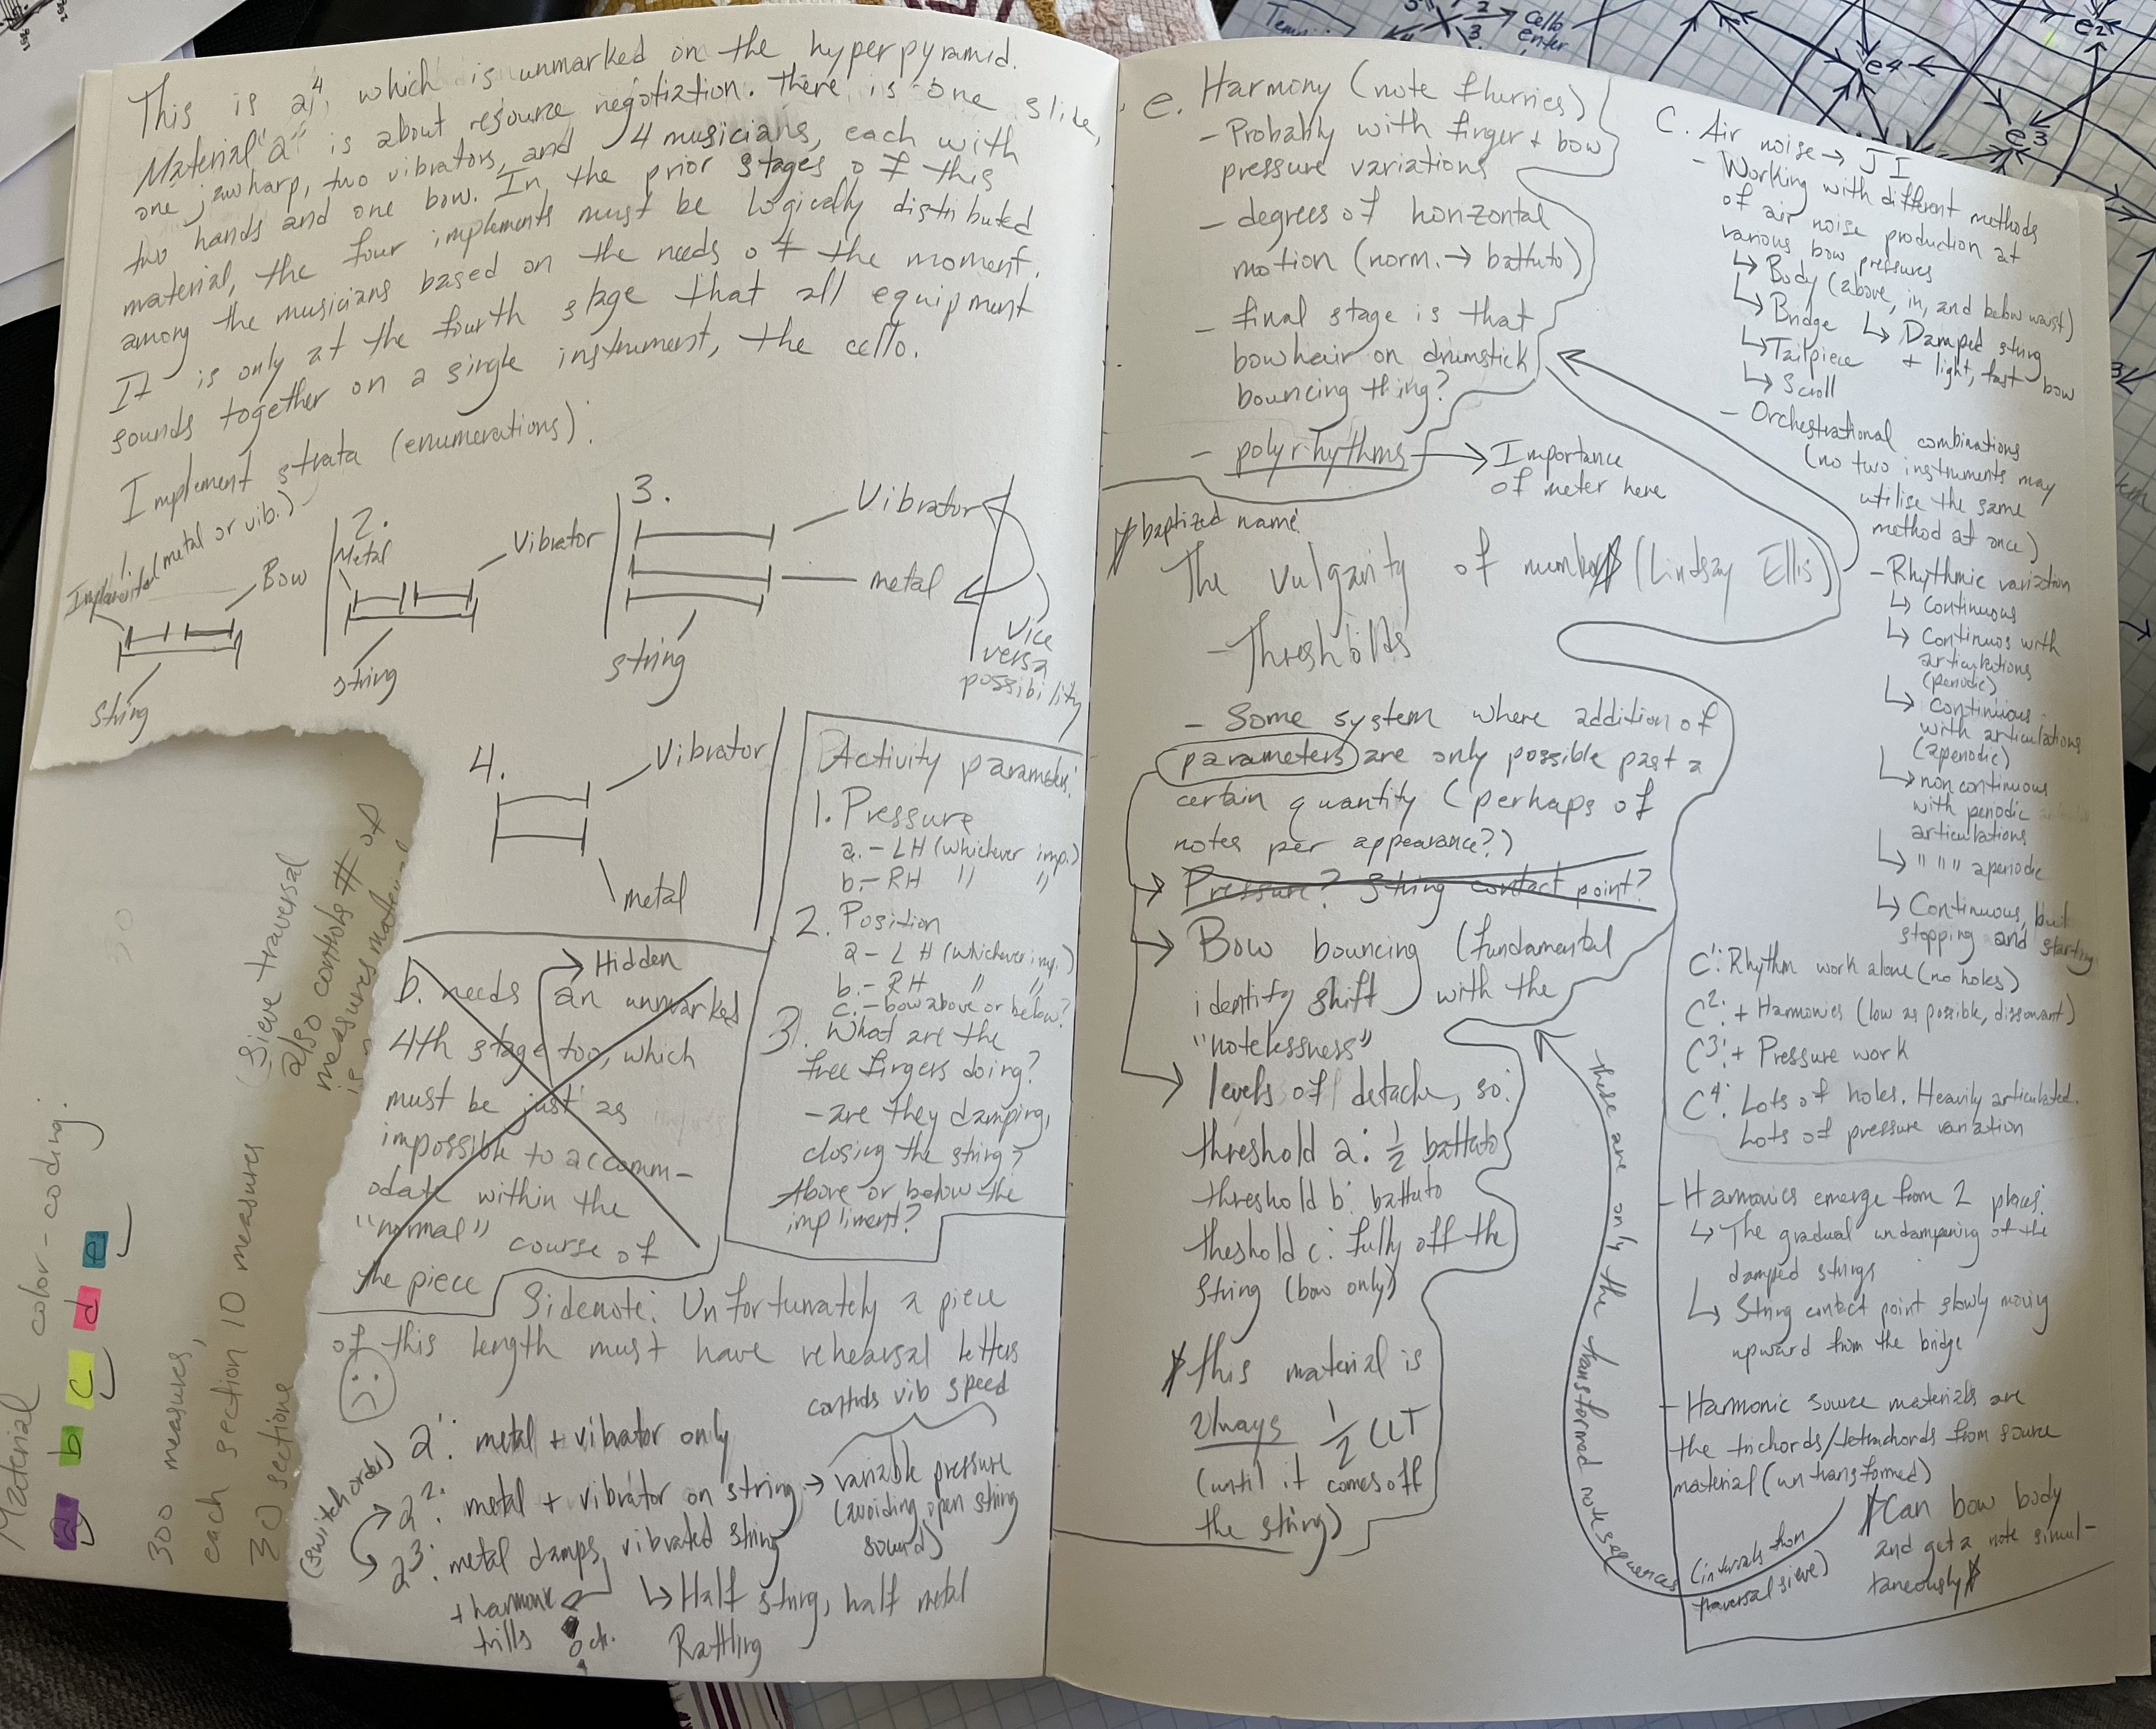 This is a⁴, which is unmarked on the hyperpyramid.
Material "a" is about resource negotiation. There is one slide,
one jawharp, two vibrators, and 4 musicians, each with
two hands and one bow. In the prior stages of this
material, the four implements must be logically distributed
among the musicians based on the needs of the moment.
It is only at the fourth stage that all equipment
sounds together on a single instrument, the cello.
Implement strata (enumerations):
1.
Implement (metal or vib.)
Bow
String
2.
Metal
Vibrator
string
3.
Vibrator
metal
string
Vice
versa
possibility
4.
Vibrator
metal
Activity parameters:
1. Pressure
a. - LH (whichever imp.)
b. - RH " "
2. Position
a - LH (whichever imp.)
b. - RH " "
c. - bow above or below?
3. What are the
free fingers doing?
- are they damping,
closing the string?
Above or below the
impliment?
b. needs an unmarked
Hidden
4th stage too, which
must be just as
impossible to accomm-
odate within the
"normal" course of
the piece
Sidenote: Unfortunately a piece
of this length must have rehearsal letters
:(
controls vib speed
(switch order)
a¹: metal + vibrator only
a²: metal + vibrator on string → variable pressure
(avoiding open string
sound)
a³: metal damps vibrated string
+ harmonic
trills
↳ Half string, half metal
Rattling
Material color-coding:
a b c d e
300 measures,
each section 10 measures
30 sections
(Sieve traversal
also controls # of
measures material
e. Harmony (note flurries)
- Probably with finger + bow
pressure variations
- degrees of horizontal
motion (norm. → battuto)
- final stage is that
bowhair on drumstick
bouncing thing?
- polyrhythms → Importance
of meter here
baptized name:
The vulgarity of number (Lindsay Ellis)
- Thresholds
- Some system where addition of
parameters are only possible past a
certain quantity (perhaps of
notes per appearance?)
→ Pressure? String contact point?
→ Bow bouncing (fundamental
identity shift with the
"notelessness"
→ levels of detache, so:
threshold a: ½ battuto
threshold b: battuto
theshold c: fully off the
string (bow only)
this material is
always ½ CLT
(until it comes off
the string)
C. Air noise → JI
- Working with different methods
of air noise production at
various bow pressures
↳ Body (above, in, and below waist)
↳ Bridge ↳ Damped string
↳ Tailpiece + light, fast bow
↳ Scroll
- Orchestrational combinations
(no two instruments may
utilise the same
method at once)
- Rhythmic variation
↳ Continuous
↳ Continuos with
articulations
(periodic)
↳ continuous
with articulations
(aperiodic)
↳ non continuous
with periodic
articulations
↳ " " " aperiodic
↳ Continuous, but
stopping and starting
C¹: Rhythm work alone (no holes)
C²: + Harmonics (low as possible, dissonant)
C³: + Pressure work
C⁴: Lots of holes. Heavily articulated.
Lots of pressure variation
- Harmonics emerge from 2 places:
↳ The gradual undampening of the
damped strings
↳ String contact point slowly moving
upward from the bridge
- Harmonic source materials are
the trichords/tetrachords from source
material (untransformed)
(intervals from
traversal sieve)
Can bow body
and get a note simul-
taneously
these are only the transformed note sequences
Cello
enter
e2
e4
e3